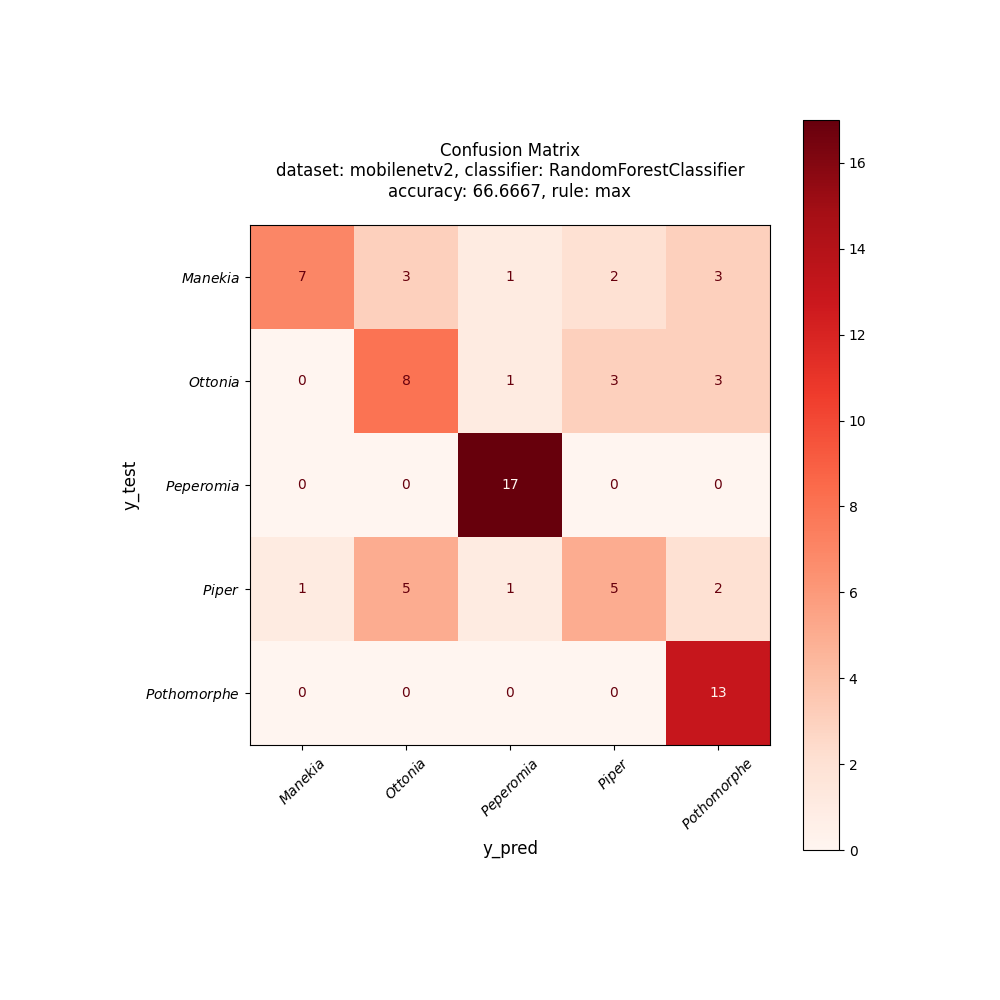 Confusion Matrix
dataset: mobilenetv2, classifier: RandomForestClassifier
accuracy: 66.6667, rule: max
Manekia 7 3 1 2 3
Ottonia 0 8 1 3 3
Peperomia 0 0 17 0 0
Piper 1 5 1 5 2
Pothomorphe 0 0 0 0 13
y_test
Manekia Ottonia Peperomia Piper Pothomorphe
y_pred
16
14
12
10
8
6
4
2
0